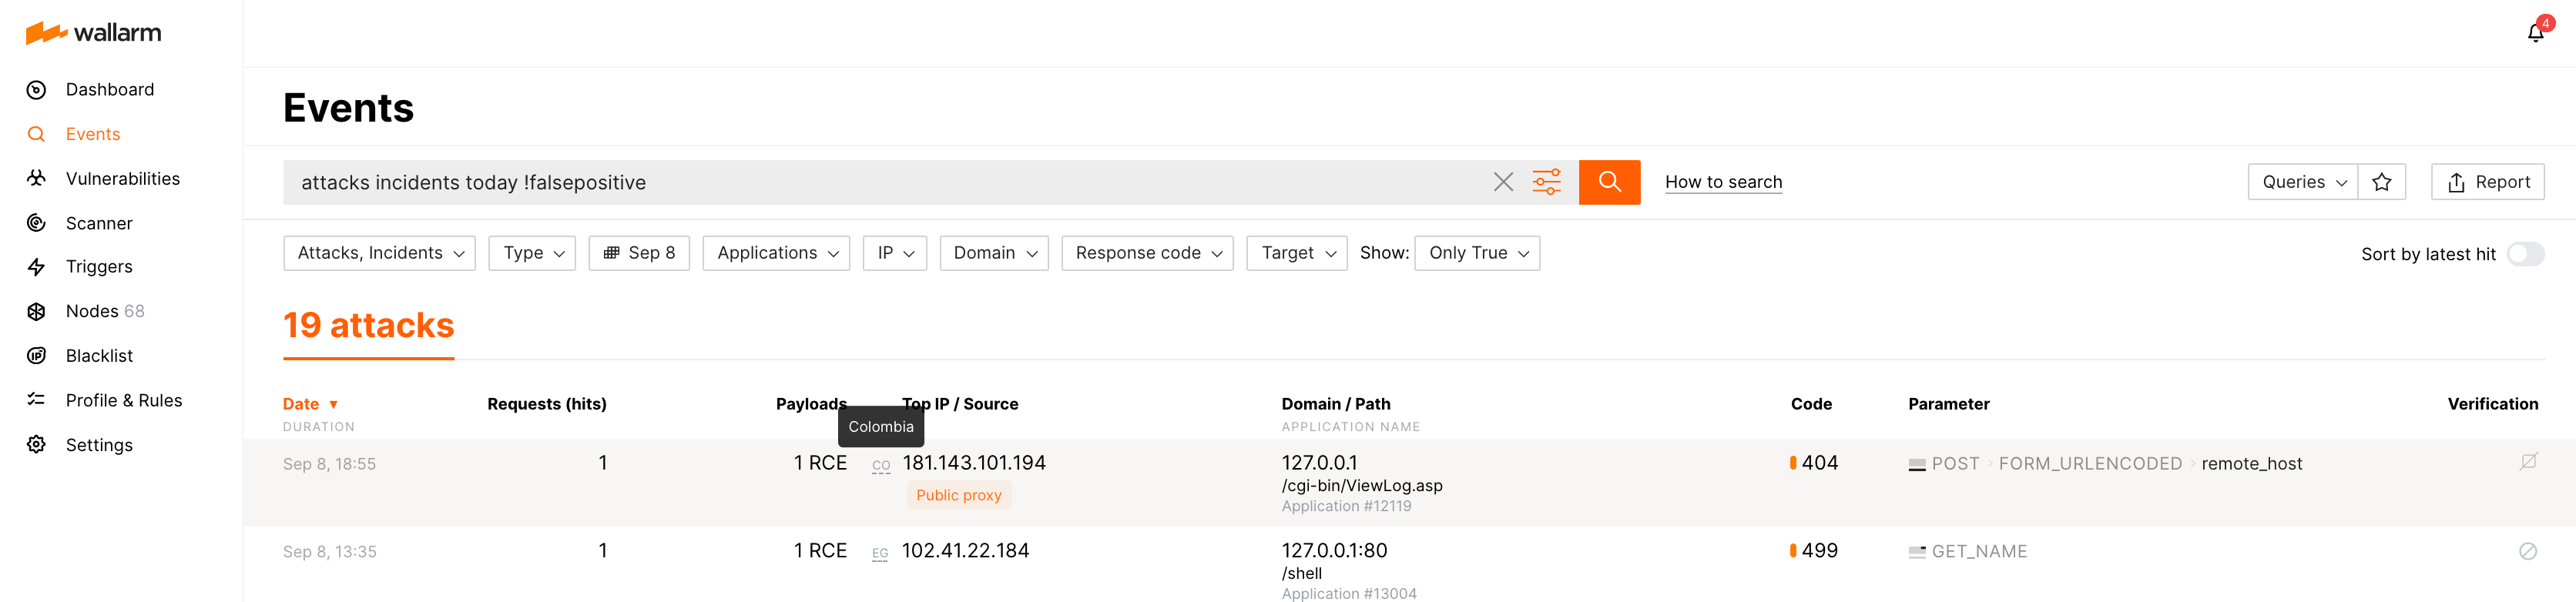 wallarm
4
Dashboard
Events
Vulnerabilities
Scanner
Triggers
Nodes 68
Blacklist
Profile & Rules
Settings
Events
attacks incidents today !falsepositive
How to search
Queries
Report
Attacks, Incidents
Type
Sep 8
Applications
IP
Domain
Response code
Target
Show:
Only True
Sort by latest hit
19 attacks
Date ▼
DURATION
Requests (hits)
Payloads
Top IP / Source
Domain / Path
APPLICATION NAME
Code
Parameter
Verification
Colombia
Sep 8, 18:55
1
1 RCE
CO
181.143.101.194
Public proxy
127.0.0.1
/cgi-bin/ViewLog.asp
Application #12119
404
POST › FORM_URLENCODED › remote_host
Sep 8, 13:35
1
1 RCE
EG
102.41.22.184
127.0.0.1:80
/shell
Application #13004
499
GET_NAME